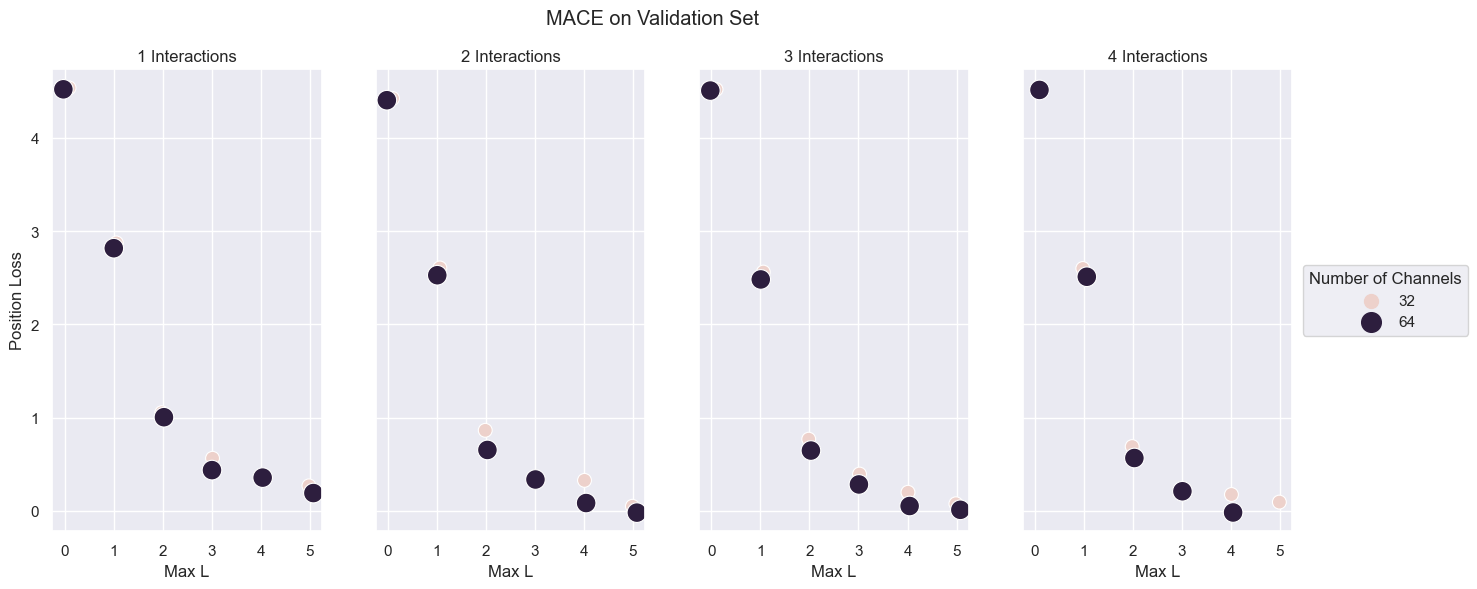 MACE on Validation Set
1 Interactions
2 Interactions
3 Interactions
4 Interactions
Position Loss
4
3
2
1
0
0 1 2 3 4 5
0 1 2 3 4 5
0 1 2 3 4 5
0 1 2 3 4 5
Max L
Max L
Max L
Max L
Number of Channels
32
64